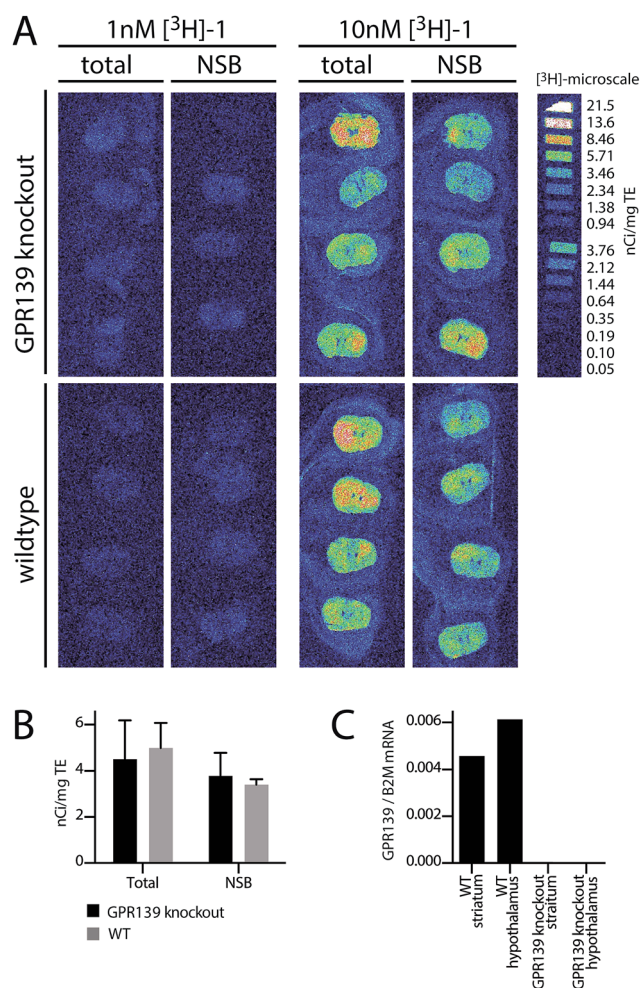 A
1nM [³H]-1
10nM [³H]-1
total
NSB
total
NSB
[³H]-microscale
GPR139 knockout
wildtype
21.5
13.6
8.46
5.71
3.46
2.34
1.38
0.94
3.76
2.12
1.44
0.64
0.35
0.19
0.10
0.05
nCi/mg TE
B
nCi/mg TE
6
4
2
0
Total
NSB
GPR139 knockout
WT
C
GPR139 / B2M mRNA
0.006
0.004
0.002
0.000
WT
striatum
WT
hypothalamus
GPR139 knockout
straitum
GPR139 knockout
hypothalamus